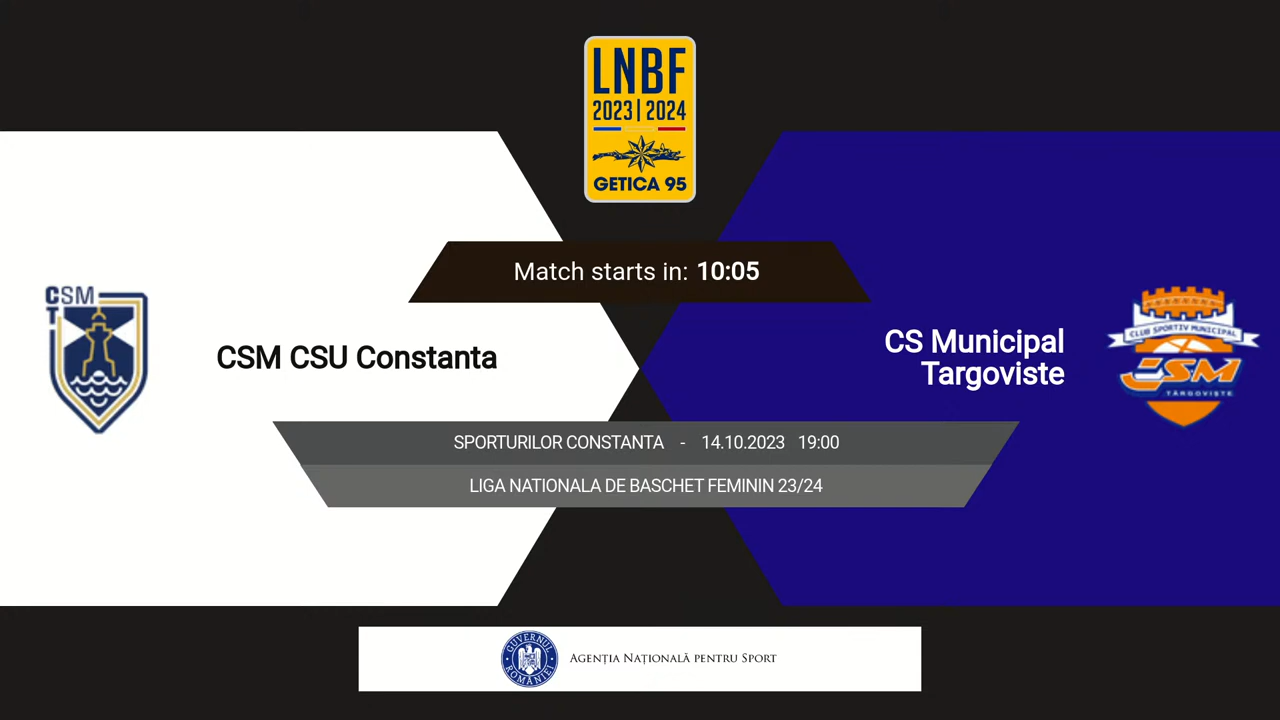 LNBF
2023|2024
GETICA 95
Match starts in: 10:05
CSM
CT
CSM CSU Constanta
CS Municipal
Targoviste
CLUB SPORTIV MUNICIPAL
CSM
TÂRGOVIȘTE
SPORTURILOR CONSTANTA - 14.10.2023 19:00
LIGA NATIONALA DE BASCHET FEMININ 23/24
GUVERNUL
ROMÂNIEI
AGENȚIA NAȚIONALĂ PENTRU SPORT